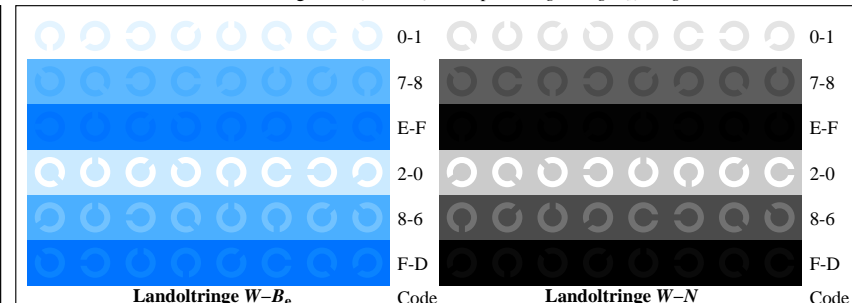 0-1 0-1
7-8 7-8
E-F E-F
2-0 2-0
8-6 8-6
F-D F-D
Landoltringe W–Be Code Landoltringe W–N Code